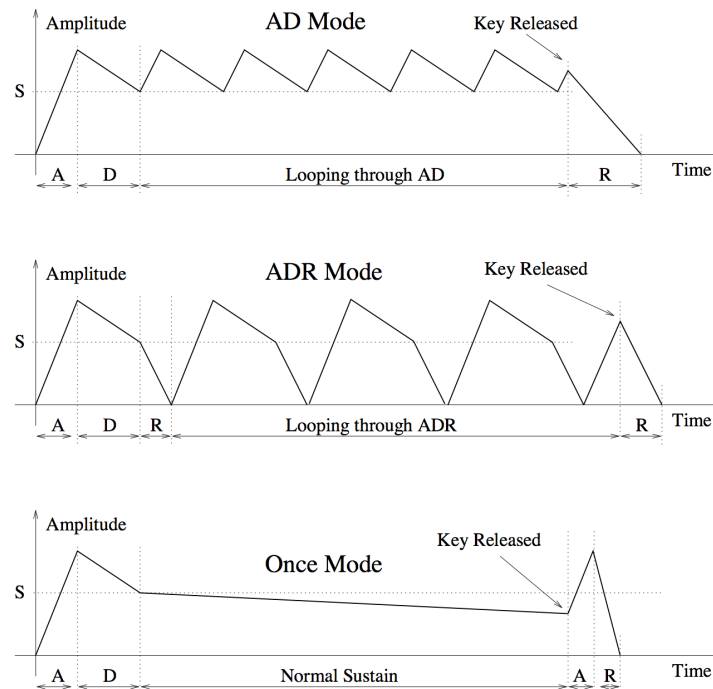 Amplitude
AD Mode
Key Released
S
A D Looping through AD R Time
Amplitude
ADR Mode
Key Released
S
A D R Looping through ADR R Time
Amplitude
Once Mode
Key Released
S
A D Normal Sustain A R Time